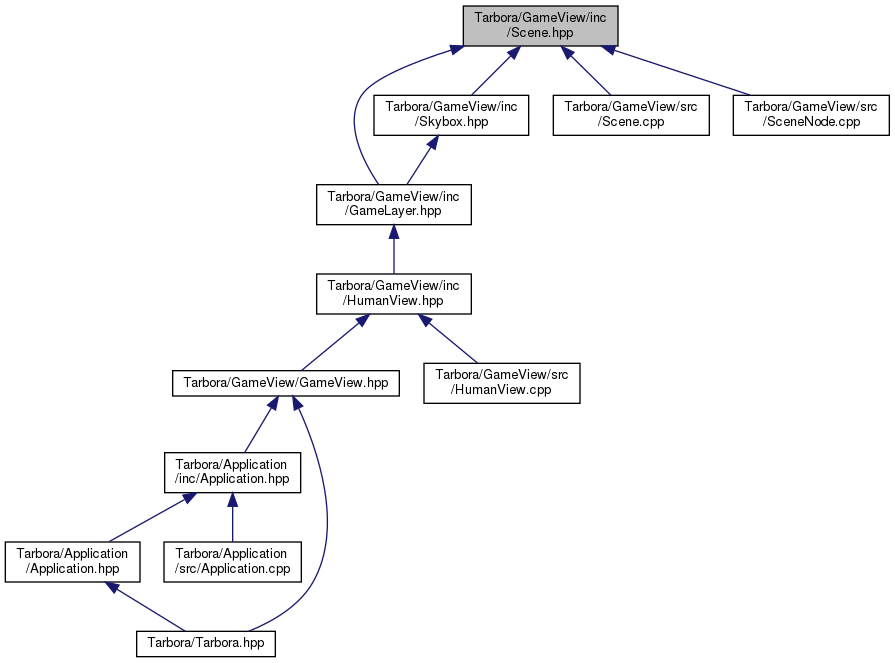 Tarbora/GameView/inc
/Scene.hpp
Tarbora/GameView/inc
/Skybox.hpp
Tarbora/GameView/src
/Scene.cpp
Tarbora/GameView/src
/SceneNode.cpp
Tarbora/GameView/inc
/GameLayer.hpp
Tarbora/GameView/inc
/HumanView.hpp
Tarbora/GameView/GameView.hpp
Tarbora/GameView/src
/HumanView.cpp
Tarbora/Application
/inc/Application.hpp
Tarbora/Application
/Application.hpp
Tarbora/Application
/src/Application.cpp
Tarbora/Tarbora.hpp